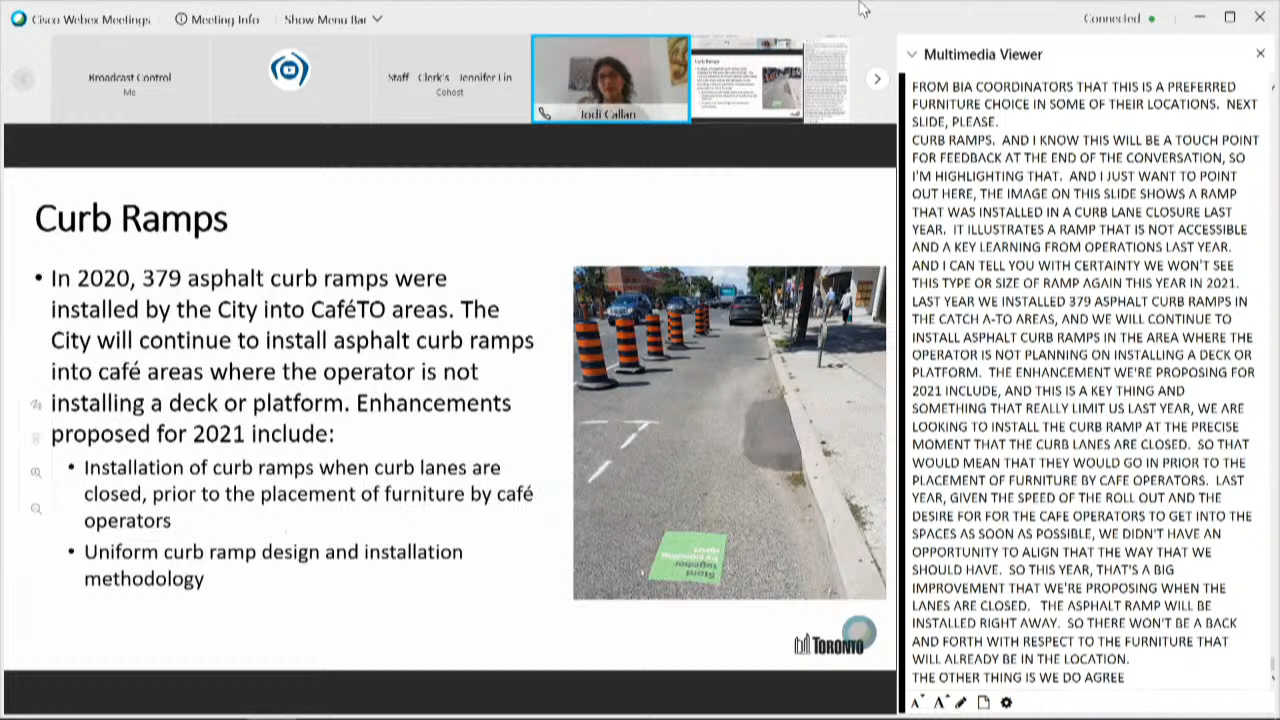 Cisco Webex Meetings
Meeting Info
Show Menu Bar
Connected
Staff Clerk's Jennifer Lin
Cohost
Jodi Callan
Curb Ramps
• In 2020, 379 asphalt curb ramps were
installed by the City into CaféTO areas. The
City will continue to install asphalt curb ramps
into café areas where the operator is not
installing a deck or platform. Enhancements
proposed for 2021 include:
• Installation of curb ramps when curb lanes are
closed, prior to the placement of furniture by café
operators
• Uniform curb ramp design and installation
methodology
TORONTO
Multimedia Viewer
FROM BIA COORDINATORS THAT THIS IS A PREFERRED
FURNITURE CHOICE IN SOME OF THEIR LOCATIONS. NEXT
SLIDE, PLEASE.
CURB RAMPS. AND I KNOW THIS WILL BE A TOUCH POINT
FOR FEEDBACK AT THE END OF THE CONVERSATION, SO
I'M HIGHLIGHTING THAT. AND I JUST WANT TO POINT
OUT HERE, THE IMAGE ON THIS SLIDE SHOWS A RAMP
THAT WAS INSTALLED IN A CURB LANE CLOSURE LAST
YEAR. IT ILLUSTRATES A RAMP THAT IS NOT ACCESSIBLE
AND A KEY LEARNING FROM OPERATIONS LAST YEAR.
AND I CAN TELL YOU WITH CERTAINTY WE WON'T SEE
THIS TYPE OR SIZE OF RAMP AGAIN THIS YEAR IN 2021.
LAST YEAR WE INSTALLED 379 ASPHALT CURB RAMPS IN
THE CATCH A-TO AREAS, AND WE WILL CONTINUE TO
INSTALL ASPHALT CURB RAMPS IN THE AREA WHERE THE
OPERATOR IS NOT PLANNING ON INSTALLING A DECK OR
PLATFORM. THE ENHANCEMENT WE'RE PROPOSING FOR
2021 INCLUDE, AND THIS IS A KEY THING AND
SOMETHING THAT REALLY LIMIT US LAST YEAR, WE ARE
LOOKING TO INSTALL THE CURB RAMP AT THE PRECISE
MOMENT THAT THE CURB LANES ARE CLOSED. SO THAT
WOULD MEAN THAT THEY WOULD GO IN PRIOR TO THE
PLACEMENT OF FURNITURE BY CAFE OPERATORS. LAST
YEAR, GIVEN THE SPEED OF THE ROLL OUT AND THE
DESIRE FOR FOR THE CAFE OPERATORS TO GET INTO THE
SPACES AS SOON AS POSSIBLE, WE DIDN'T HAVE AN
OPPORTUNITY TO ALIGN THAT THE WAY THAT WE
SHOULD HAVE. SO THIS YEAR, THAT'S A BIG
IMPROVEMENT THAT WE'RE PROPOSING WHEN THE
LANES ARE CLOSED. THE ASPHALT RAMP WILL BE
INSTALLED RIGHT AWAY. SO THERE WON'T BE A BACK
AND FORTH WITH RESPECT TO THE FURNITURE THAT
WILL ALREADY BE IN THE LOCATION.
THE OTHER THING IS WE DO AGREE